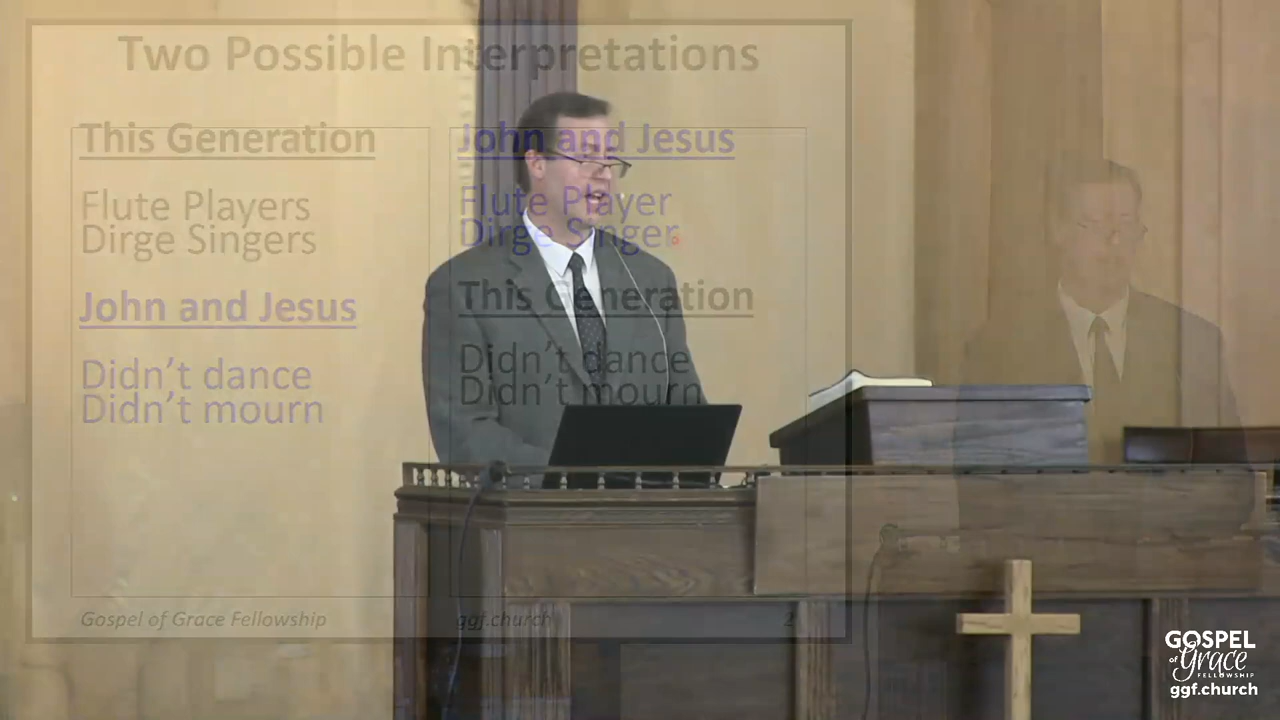 Two Possible Interpretations
This Generation
Flute Players
Dirge Singers
John and Jesus
Didn't dance
Didn't mourn
John and Jesus
Flute Player
Dirge Singer
This Generation
Didn't dance
Didn't mourn
Gospel of Grace Fellowship
ggf.church
2
GOSPEL
of Grace
FELLOWSHIP
ggf.church